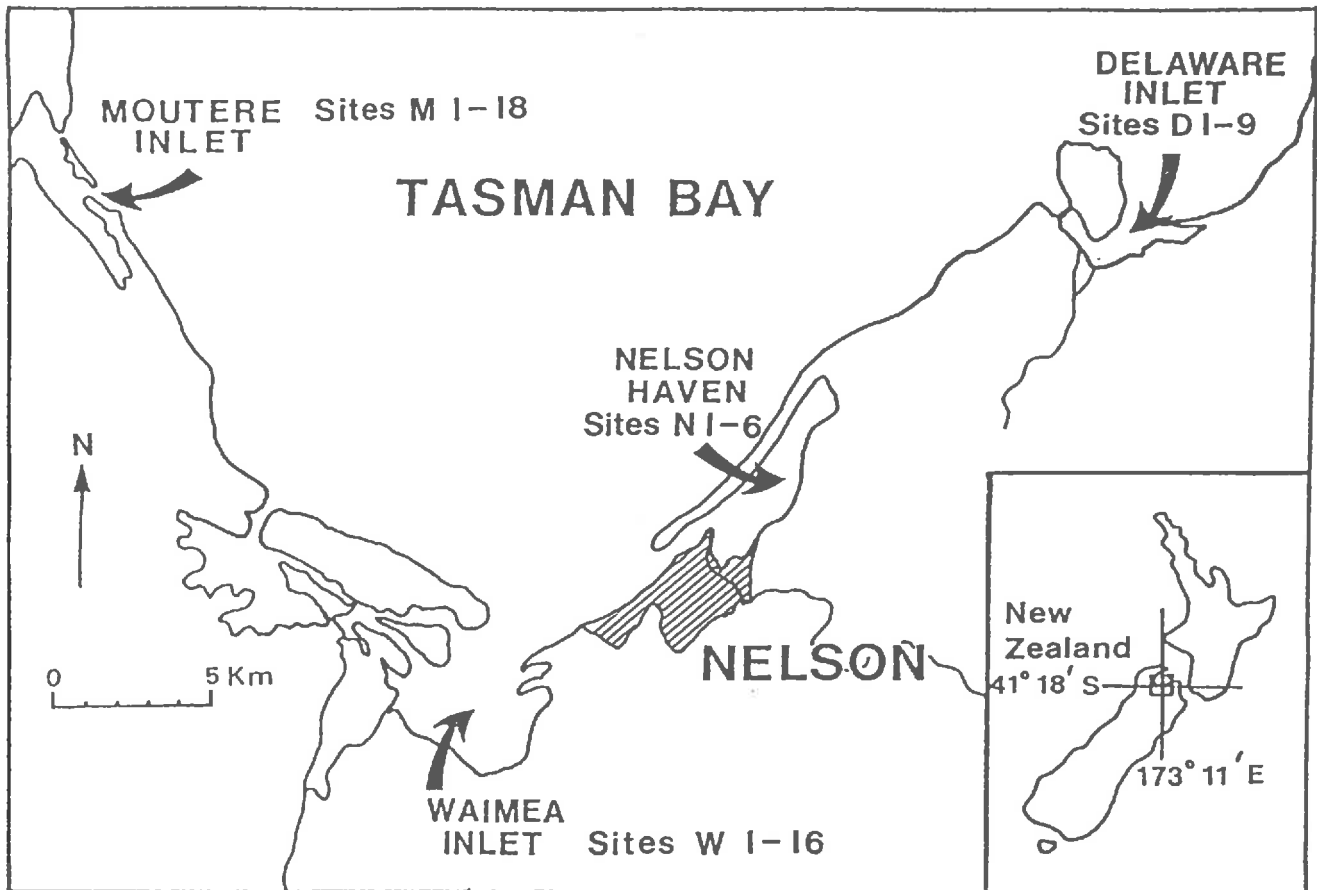 MOUTERE
INLET
Sites M 1-18
DELAWARE
INLET
Sites D 1-9
TASMAN BAY
NELSON
HAVEN
Sites N 1-6
N
0 5 Km
NELSON
WAIMEA
INLET
Sites W 1-16
New
Zealand
41° 18' S
173° 11' E